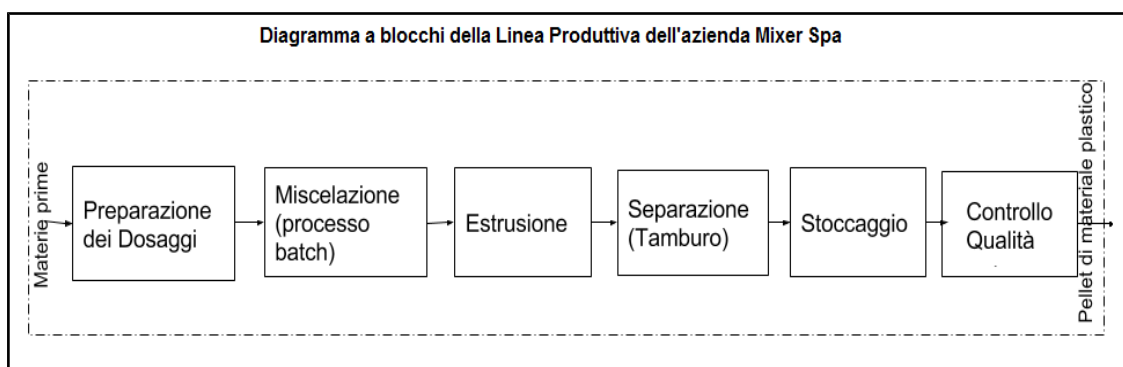 Diagramma a blocchi della Linea Produttiva dell'azienda Mixer Spa
Materie prime
Preparazione
dei Dosaggi
Miscelazione
(processo
batch)
Estrusione
Separazione
(Tamburo)
Stoccaggio
Controllo
Qualità
Pellet di materiale plastico